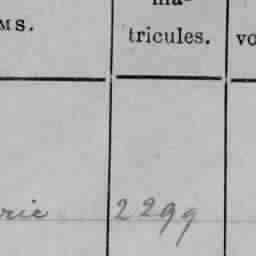 ma-
MS. tricules. vo
rie 2299